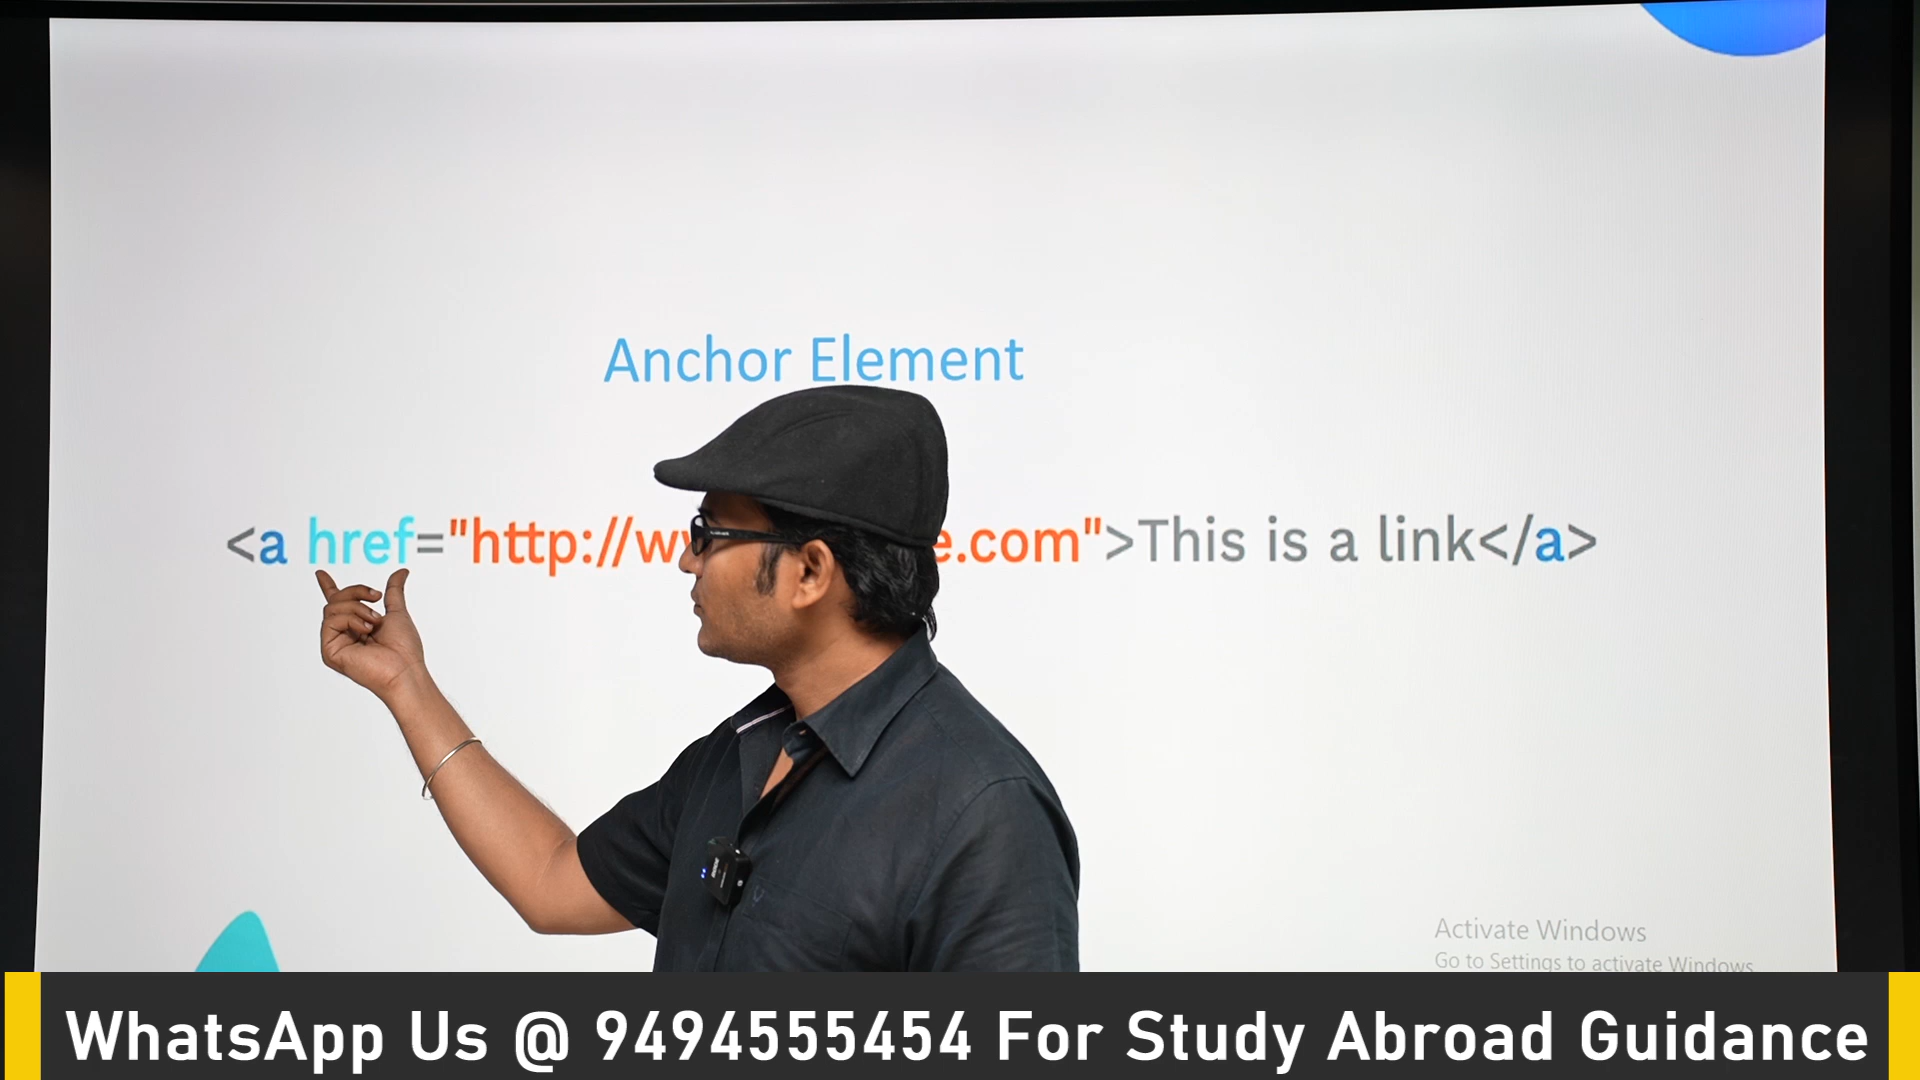 Anchor Element
<a href="http://w e.com">This is a link</a>
Activate Windows
Go to Settings to activate Windows
WhatsApp Us @ 9494555454 For Study Abroad Guidance